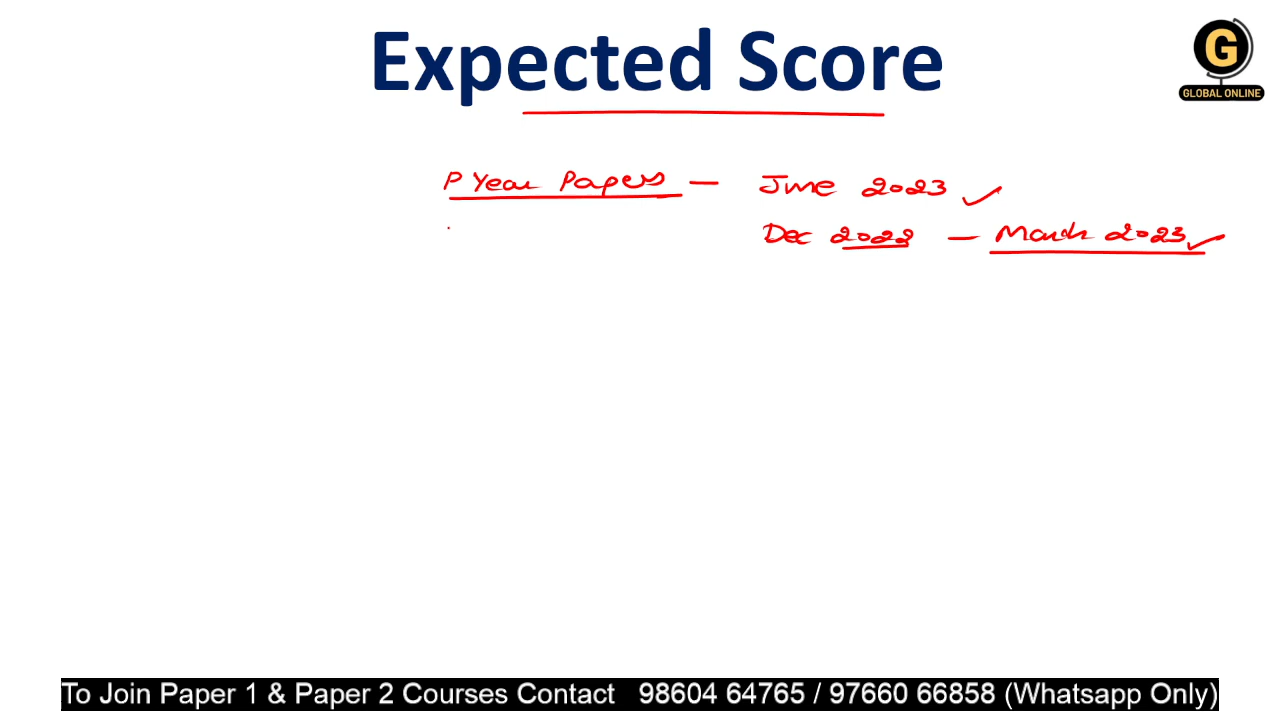 Expected Score
G
GLOBAL ONLINE
P Year Papers — June 2023 ✓
Dec 2022 — March 2023 ✓
To Join Paper 1 & Paper 2 Courses Contact 98604 64765 / 97660 66858 (Whatsapp Only)